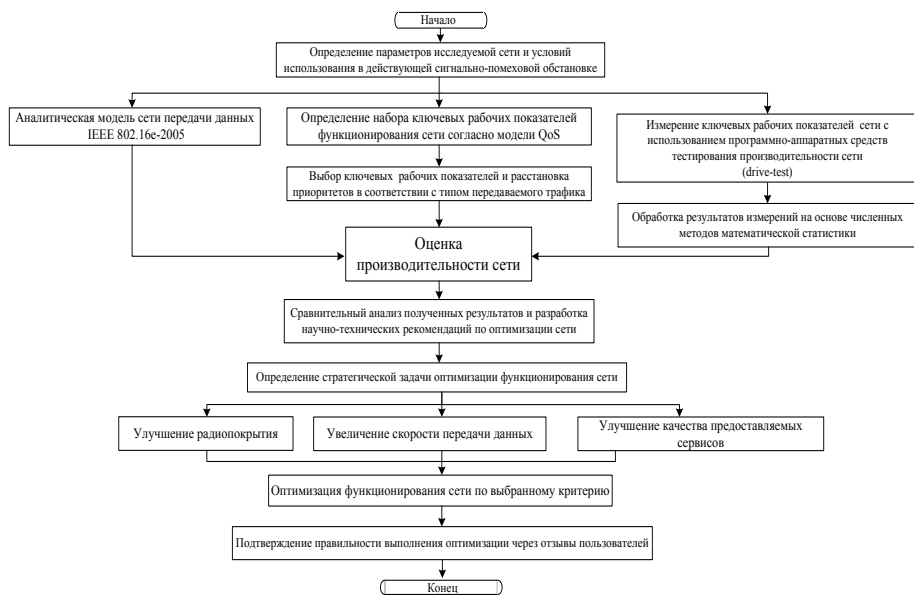 Начало
Определение параметров исследуемой сети и условий
использования в действующей сигнально-помеховой обстановке
Аналитическая модель сети передачи данных
IEEE 802.16e-2005
Определение набора ключевых рабочих показателей
функционирования сети согласно модели QoS
Измерение ключевых рабочих показателей сети с
использованием программно-аппаратных средств
тестирования производительности сети
(drive-test)
Выбор ключевых рабочих показателей и расстановка
приоритетов в соответствии с типом передаваемого трафика
Обработка результатов измерений на основе численных
методов математической статистики
Оценка
производительности сети
Сравнительный анализ полученных результатов и разработка
научно-технических рекомендаций по оптимизации сети
Определение стратегической задачи оптимизации функционирования сети
Улучшение радиопокрытия
Увеличение скорости передачи данных
Улучшение качества предоставляемых
сервисов
Оптимизация функционирования сети по выбранному критерию
Подтверждение правильности выполнения оптимизации через отзывы пользователей
Конец